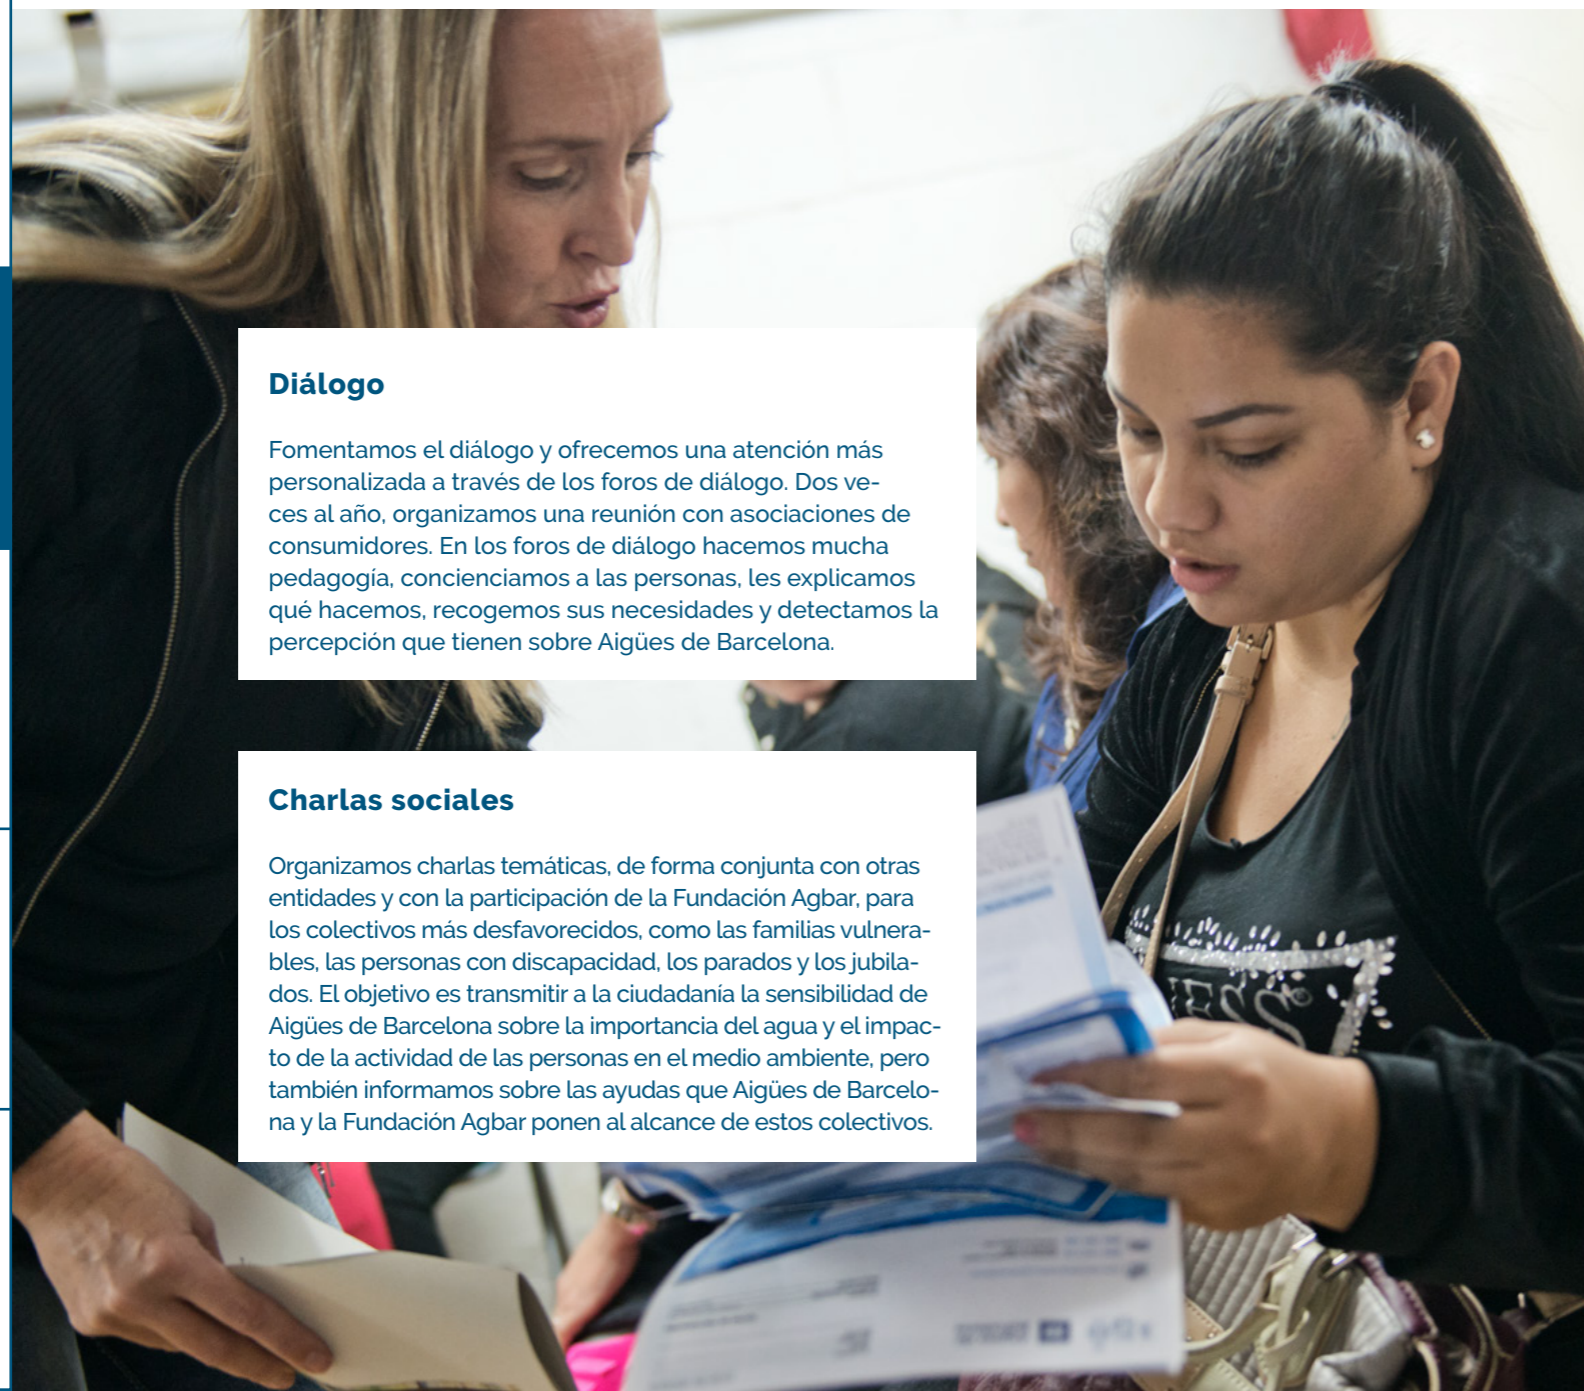 Diálogo
Fomentamos el diálogo y ofrecemos una atención más
personalizada a través de los foros de diálogo. Dos ve-
ces al año, organizamos una reunión con asociaciones de
consumidores. En los foros de diálogo hacemos mucha
pedagogía, concienciamos a las personas, les explicamos
qué hacemos, recogemos sus necesidades y detectamos la
percepción que tienen sobre Aigües de Barcelona.
Charlas sociales
Organizamos charlas temáticas, de forma conjunta con otras
entidades y con la participación de la Fundación Agbar, para
los colectivos más desfavorecidos, como las familias vulnera-
bles, las personas con discapacidad, los parados y los jubila-
dos. El objetivo es transmitir a la ciudadanía la sensibilidad de
Aigües de Barcelona sobre la importancia del agua y el impac-
to de la actividad de las personas en el medio ambiente, pero
también informamos sobre las ayudas que Aigües de Barcelo-
na y la Fundación Agbar ponen al alcance de estos colectivos.